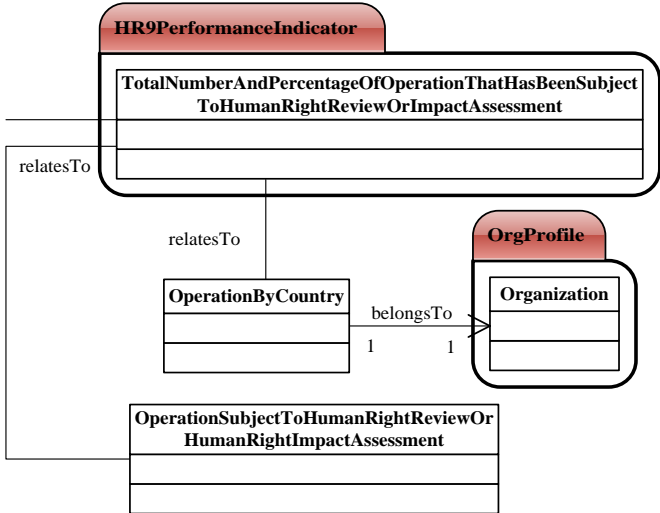 HR9PerformanceIndicator
TotalNumberAndPercentageOfOperationThatHasBeenSubject
ToHumanRightReviewOrImpactAssessment
relatesTo
relatesTo
OrgProfile
OperationByCountry
belongsTo
Organization
1
1
OperationSubjectToHumanRightReviewOr
HumanRightImpactAssessment